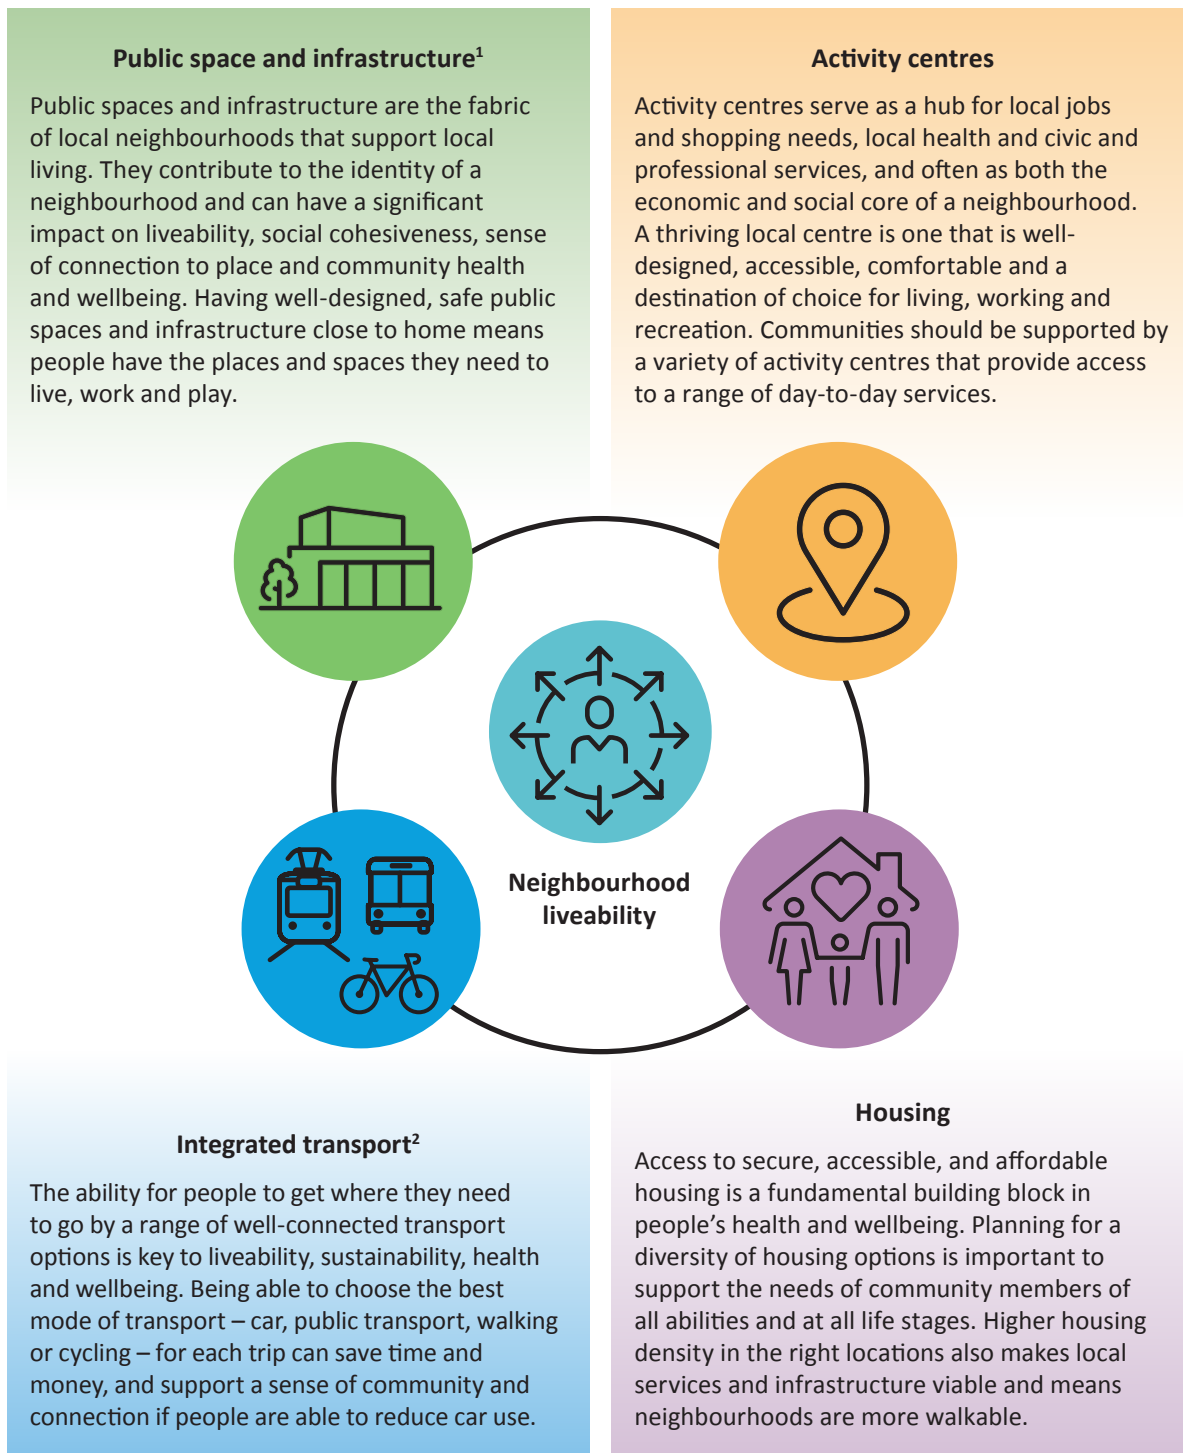 Public space and infrastructure¹
Public spaces and infrastructure are the fabric
of local neighbourhoods that support local
living. They contribute to the identity of a
neighbourhood and can have a significant
impact on liveability, social cohesiveness, sense
of connection to place and community health
and wellbeing. Having well-designed, safe public
spaces and infrastructure close to home means
people have the places and spaces they need to
live, work and play.
Activity centres
Activity centres serve as a hub for local jobs
and shopping needs, local health and civic and
professional services, and often as both the
economic and social core of a neighbourhood.
A thriving local centre is one that is well-
designed, accessible, comfortable and a
destination of choice for living, working and
recreation. Communities should be supported by
a variety of activity centres that provide access
to a range of day-to-day services.
Neighbourhood
liveability
Integrated transport²
The ability for people to get where they need
to go by a range of well-connected transport
options is key to liveability, sustainability, health
and wellbeing. Being able to choose the best
mode of transport – car, public transport, walking
or cycling – for each trip can save time and
money, and support a sense of community and
connection if people are able to reduce car use.
Housing
Access to secure, accessible, and affordable
housing is a fundamental building block in
people's health and wellbeing. Planning for a
diversity of housing options is important to
support the needs of community members of
all abilities and at all life stages. Higher housing
density in the right locations also makes local
services and infrastructure viable and means
neighbourhoods are more walkable.